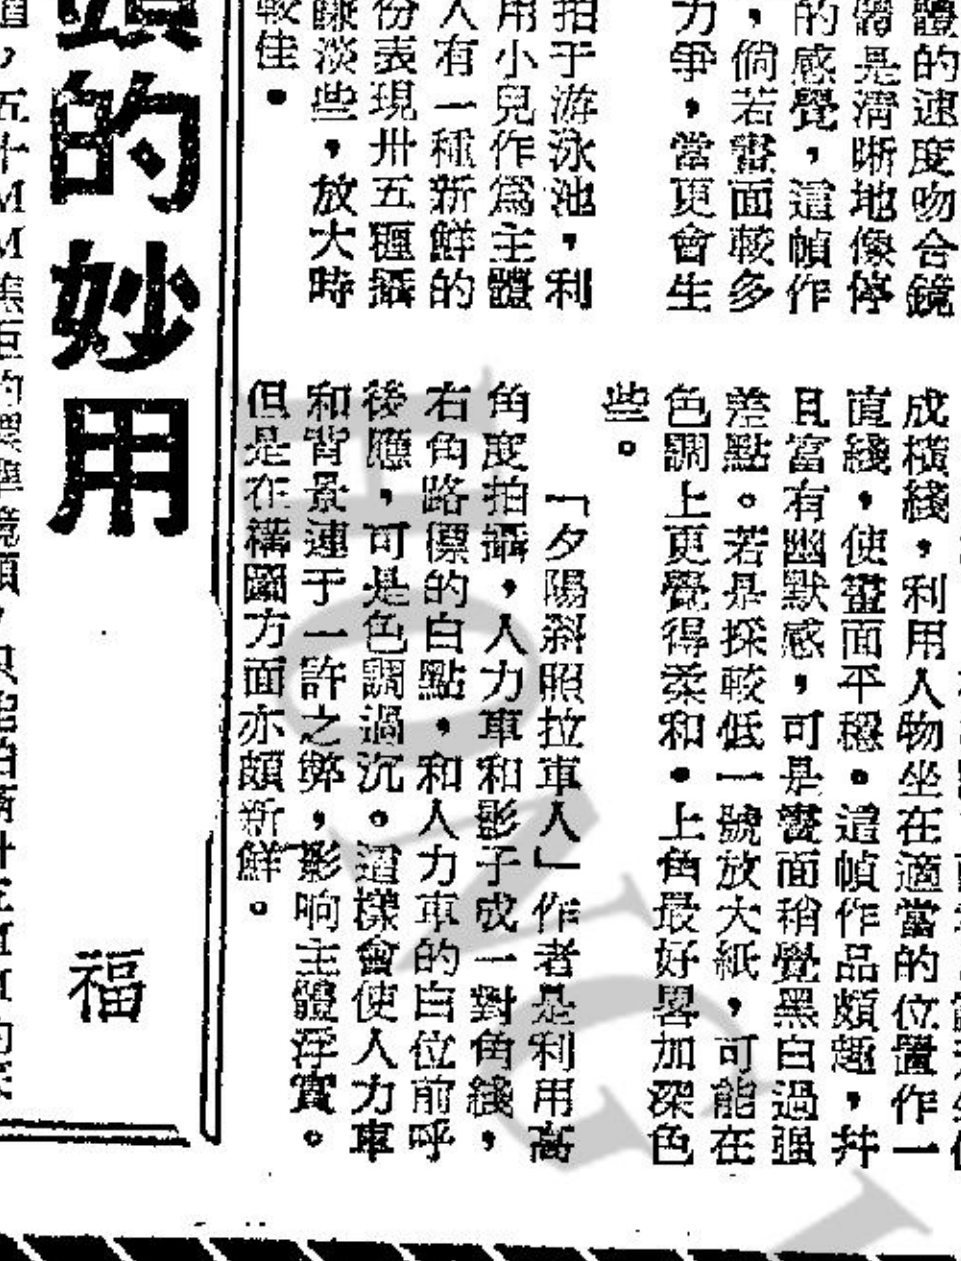 體的速度吻合鏡
體是清晰地像停
的感覺，這幀作
，倘若畫面較多
力爭，當更會生
拍于游泳池，利
用小兒作爲主體
人有一種新鮮的
份表現卅五糎攝
嫌淡些，放大時
較佳。
成橫綫，利用人物坐在適當的位置作一
直綫，使畫面平穩。這幀作品頗趣，幷
且富有幽默感，可是畫面稍覺黑白過强
差點。若是採較低一號放大紙，可能在
色調上更覺得柔和。上角最好畧加深色
些。
「夕陽斜照拉車人」作者是利用高
角度拍攝，人力車和影子成一對角綫，
右角路標的白點，和人力車的白位前呼
後應，可是色調過沉。這樣會使人力車
和背景連于一許之弊，影响主體浮實。
但是在構圖方面亦頗新鮮。
頭的妙用
福